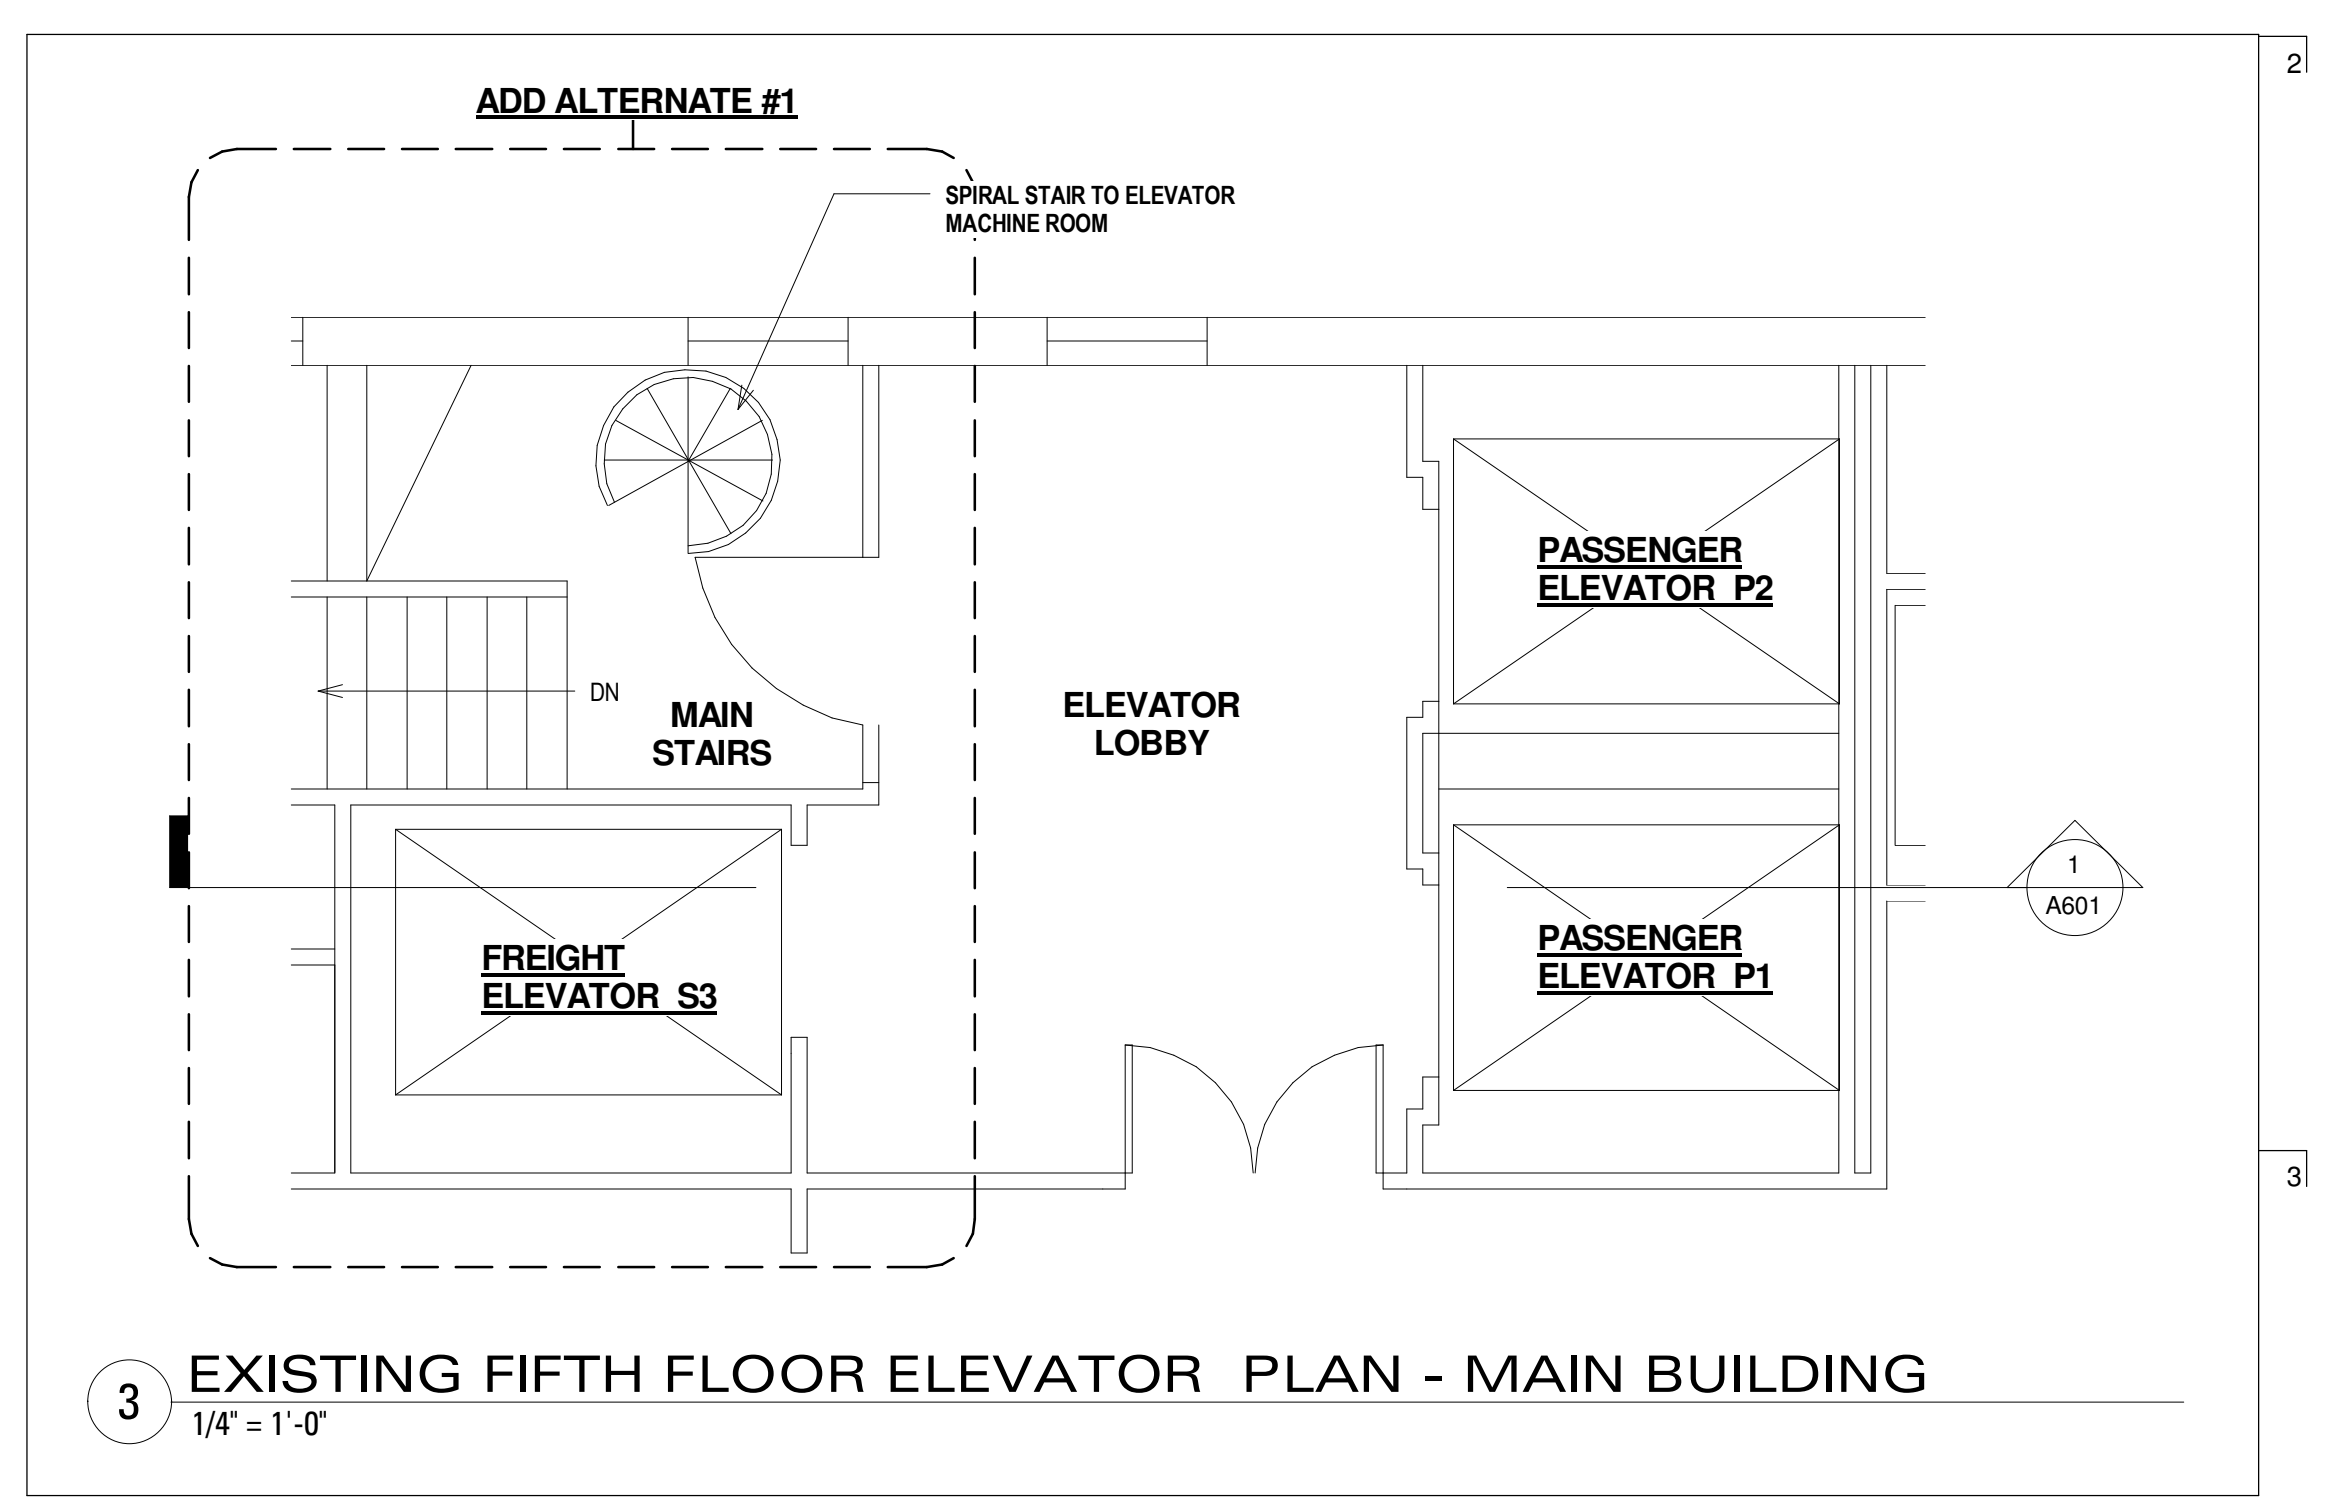 2
ADD ALTERNATE #1
SPIRAL STAIR TO ELEVATOR
MACHINE ROOM
PASSENGER
ELEVATOR P2
DN
MAIN
STAIRS
ELEVATOR
LOBBY
1
A601
FREIGHT
ELEVATOR S3
PASSENGER
ELEVATOR P1
3
3
EXISTING FIFTH FLOOR ELEVATOR PLAN - MAIN BUILDING
1/4" = 1'-0"